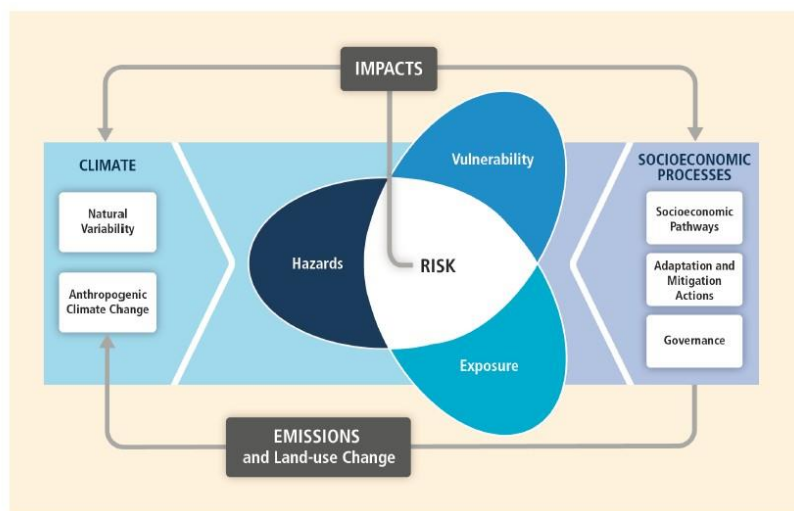 IMPACTS
CLIMATE
Natural
Variability
Anthropogenic
Climate Change
Vulnerability
Hazards
RISK
Exposure
SOCIOECONOMIC
PROCESSES
Socioeconomic
Pathways
Adaptation and
Mitigation
Actions
Governance
EMISSIONS
and Land-use Change